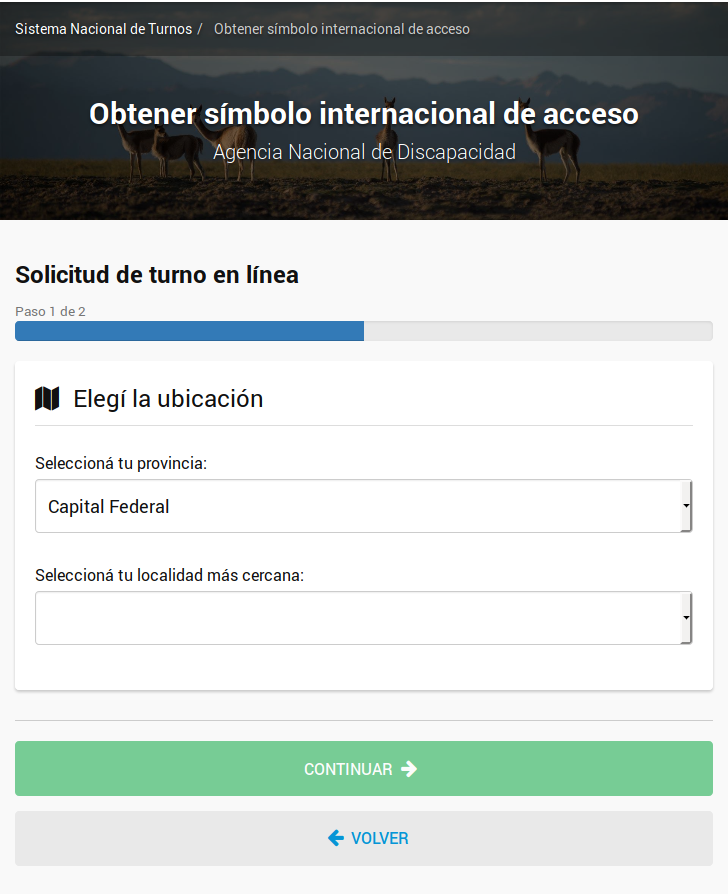 Sistema Nacional de Turnos / Obtener símbolo internacional de acceso
Obtener símbolo internacional de acceso
Agencia Nacional de Discapacidad
Solicitud de turno en línea
Paso 1 de 2
Elegí la ubicación
Seleccioná tu provincia:
Capital Federal
Seleccioná tu localidad más cercana:
CONTINUAR
VOLVER